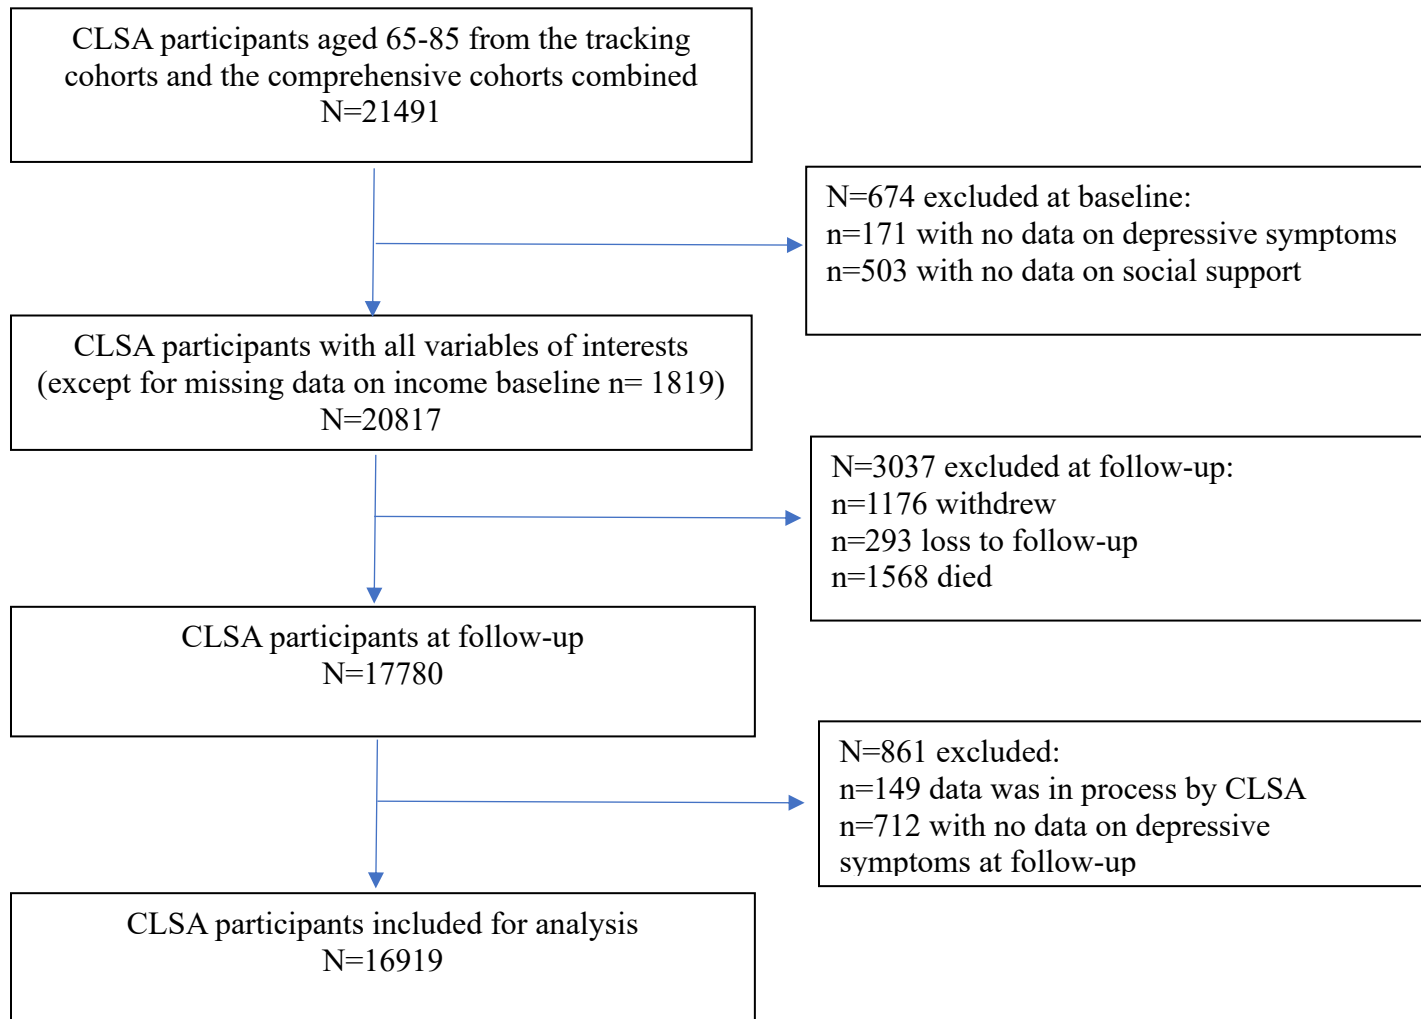 CLSA participants aged 65-85 from the tracking
cohorts and the comprehensive cohorts combined
N=21491
N=674 excluded at baseline:
n=171 with no data on depressive symptoms
n=503 with no data on social support
CLSA participants with all variables of interests
(except for missing data on income baseline n= 1819)
N=20817
N=3037 excluded at follow-up:
n=1176 withdrew
n=293 loss to follow-up
n=1568 died
CLSA participants at follow-up
N=17780
N=861 excluded:
n=149 data was in process by CLSA
n=712 with no data on depressive
symptoms at follow-up
CLSA participants included for analysis
N=16919